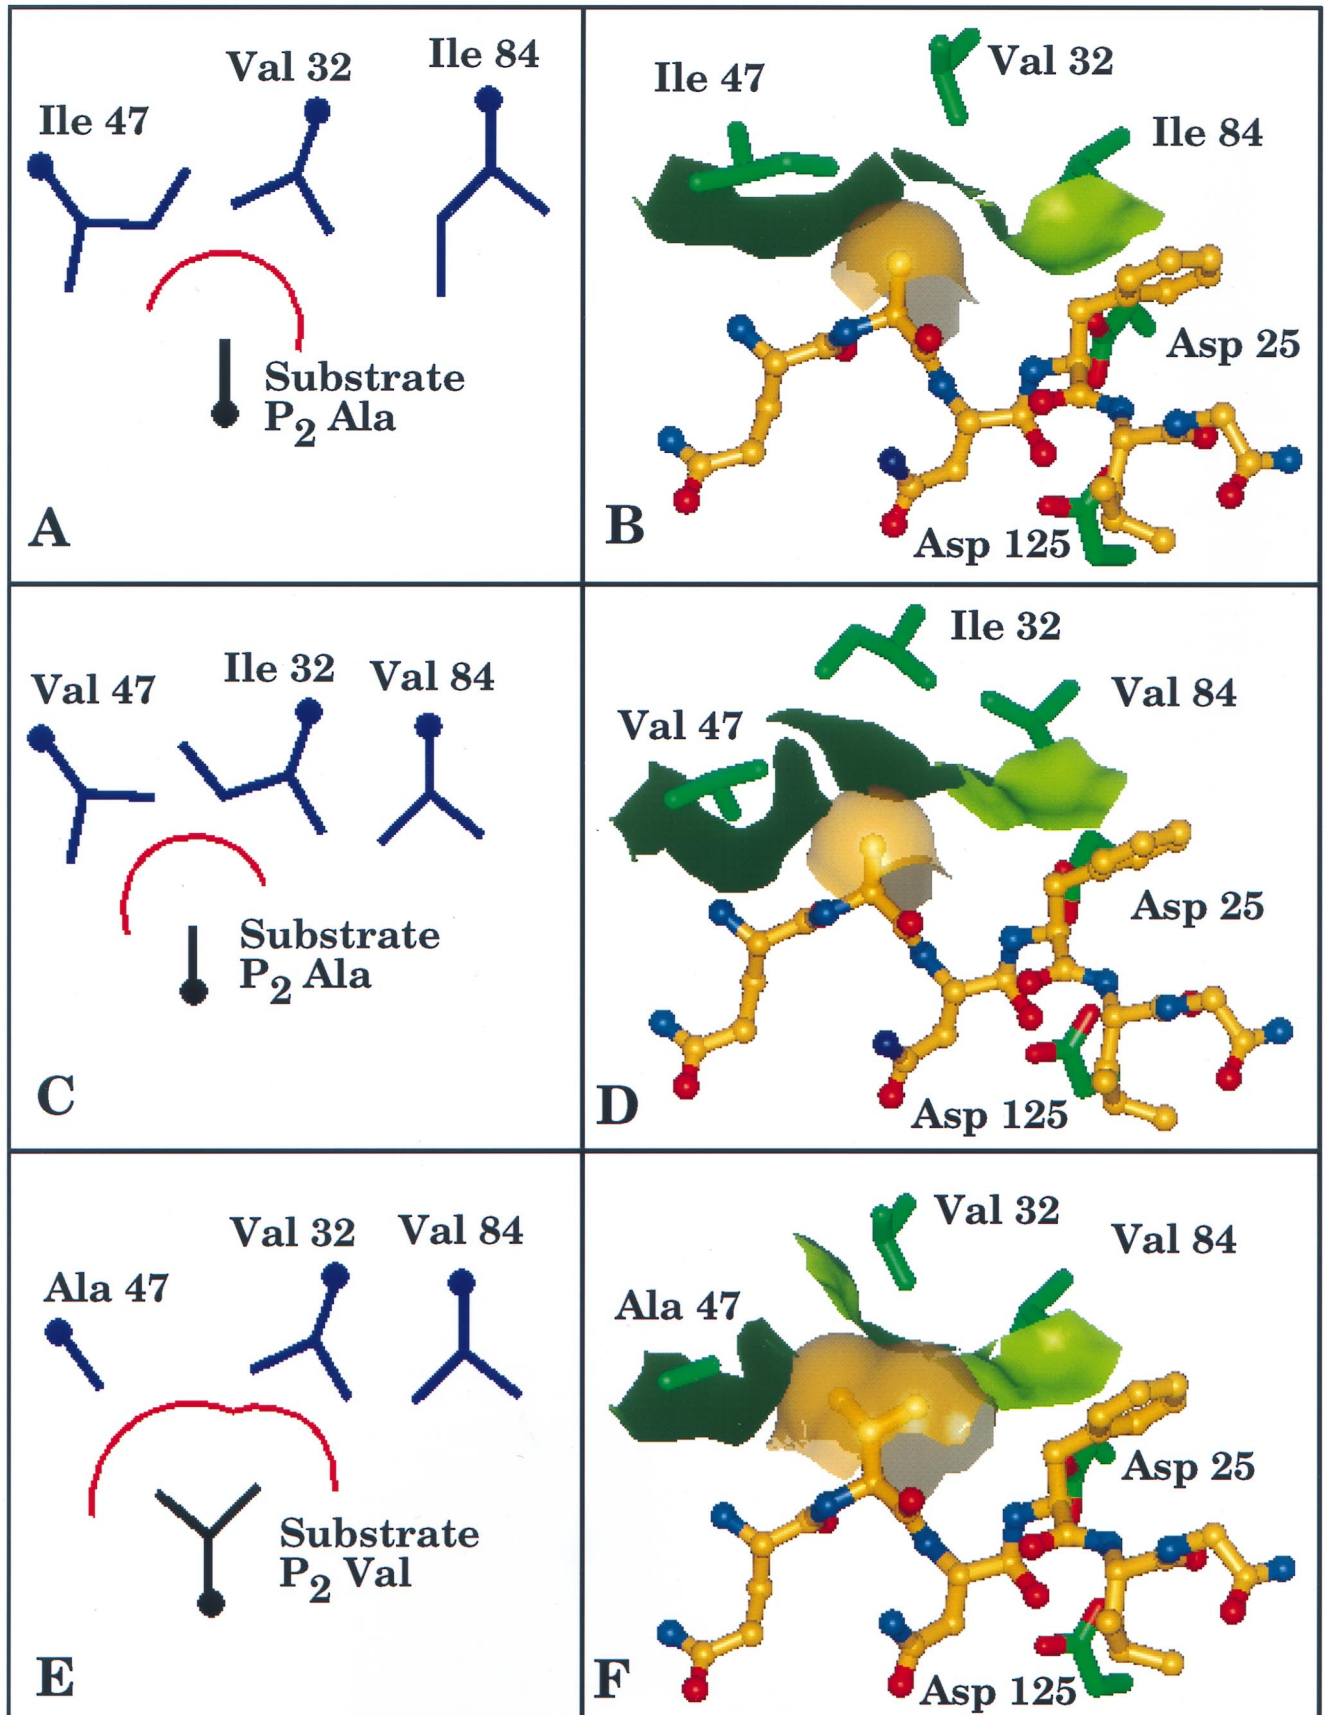 Ile 47
Val 32
Ile 84
Substrate
P2 Ala
A
Ile 47
Val 32
Ile 84
Asp 25
Asp 125
B
Val 47
Ile 32
Val 84
Substrate
P2 Ala
C
Ile 32
Val 84
Val 47
Asp 25
Asp 125
D
Ala 47
Val 32
Val 84
Substrate
P2 Val
E
Val 32
Val 84
Ala 47
Asp 25
Asp 125
F